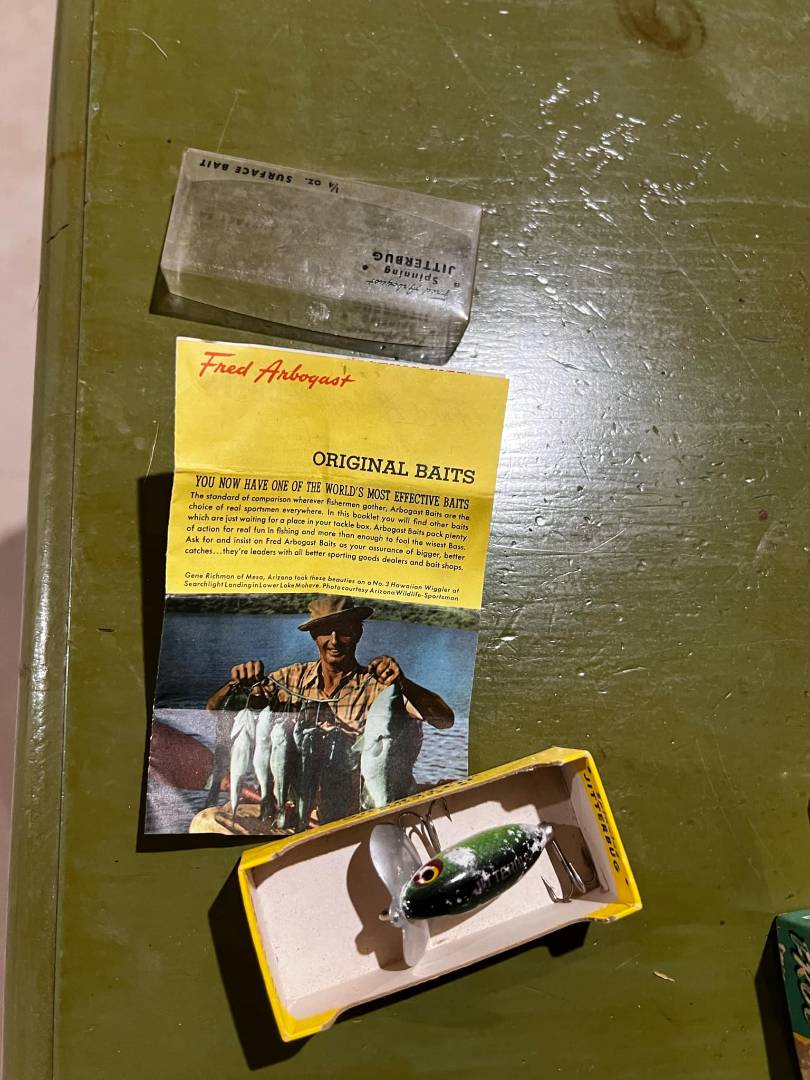 ¼ OZ. SURFACE BAIT
Fred Arbogast
Spinning
JITTERBUG
Fred Arbogast
ORIGINAL BAITS
YOU NOW HAVE ONE OF THE WORLD'S MOST EFFECTIVE BAITS
The standard of comparison wherever fishermen gather, Arbogast Baits are the
choice of real sportsmen everywhere. In this booklet you will find other baits
which are just waiting for a place in your tackle box. Arbogast Baits pack plenty
of action for real fun in fishing and more than enough to fool the wisest Bass.
Ask for and insist on Fred Arbogast Baits as your assurance of bigger, better
catches...they're leaders with all better sporting goods dealers and bait shops.
Gene Richman of Mesa, Arizona took these beauties on a No. 3 Hawaiian Wiggler at
Searchlight Landing in Lower Lake Mohave. Photo courtesy Arizona Wildlife-Sportsman
JITTERBUG